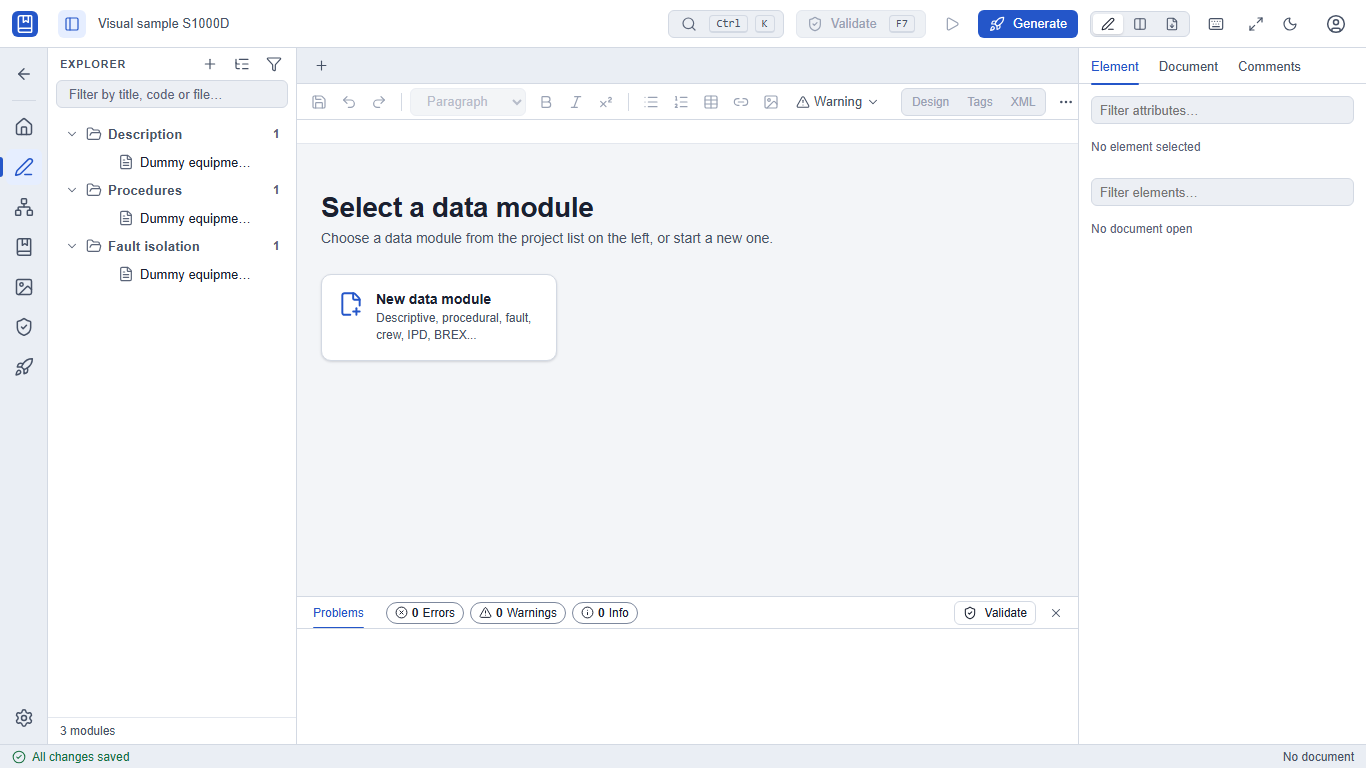 Visual sample S1000D
Ctrl K
Validate F7
Generate
EXPLORER
Filter by title, code or file…
Description 1
Dummy equipme…
Procedures 1
Dummy equipme…
Fault isolation 1
Dummy equipme…
3 modules
Paragraph
B I x²
Warning
Design Tags XML
Select a data module
Choose a data module from the project list on the left, or start a new one.
New data module
Descriptive, procedural, fault,
crew, IPD, BREX...
Problems 0 Errors 0 Warnings 0 Info Validate
Element Document Comments
Filter attributes…
No element selected
Filter elements…
No document open
All changes saved
No document